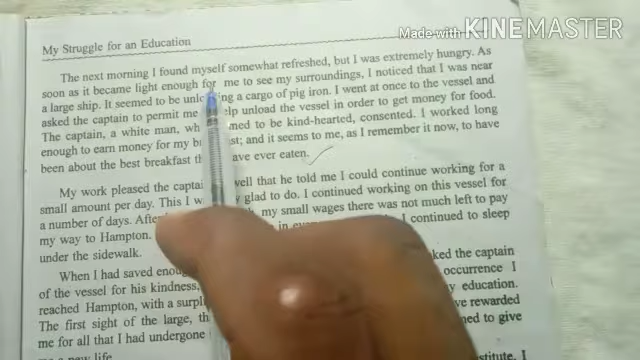 Made with KINEMASTER
My Struggle for an Education
The next morning I found myself somewhat refreshed, but I was extremely hungry. As
soon as it became light enough for me to see my surroundings, I noticed that I was near
a large ship. It seemed to be ing a cargo of pig iron. I went at once to the vessel and
asked the captain to permit me help unload the vessel in order to get money for food.
The captain, a white man, wh med to be kind-hearted, consented. I worked long
enough to earn money for my b st; and it seems to me, as I remember it now, to have
been about the best breakfast th ave ever eaten.
My work pleased the capta well that he told me I could continue working for a
small amount per day. This I w glad to do. I continued working on this vessel for
a number of days. After my small wages there was not much left to pay
my way to Hampton. in I continued to sleep
under the sidewalk.
When I had saved enoug ked the captain
of the vessel for his kindness, occurrence I
reached Hampton, with a surpl y education.
The first sight of the large, th ve rewarded
me for all that I had undergone ned to give
me a new life.
stitute, I